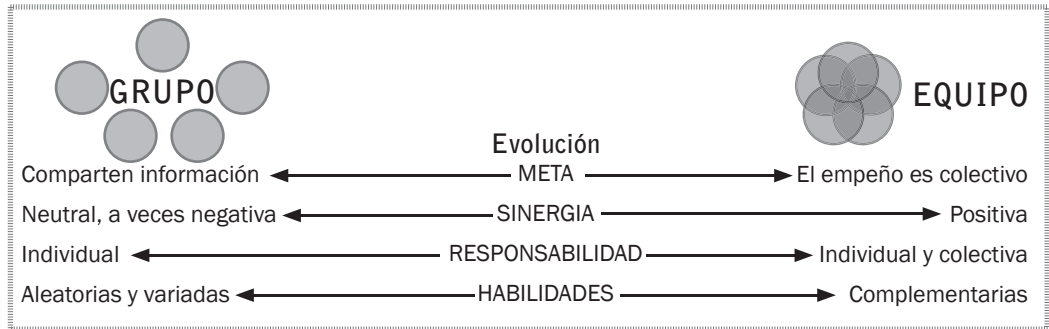 GRUPO
EQUIPO
Evolución
Comparten información META El empeño es colectivo
Neutral, a veces negativa SINERGIA Positiva
Individual RESPONSABILIDAD Individual y colectiva
Aleatorias y variadas HABILIDADES Complementarias